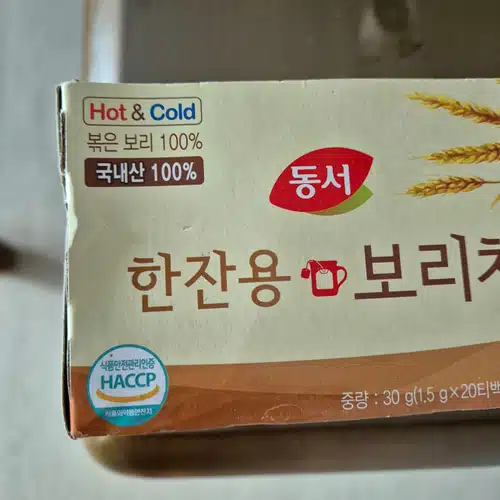 Hot & Cold
볶은 보리 100%
국내산 100%
동서
한잔용 보리차
식품안전관리인증
HACCP
식품의약품안전처
중량 : 30 g(1.5 g×20티백